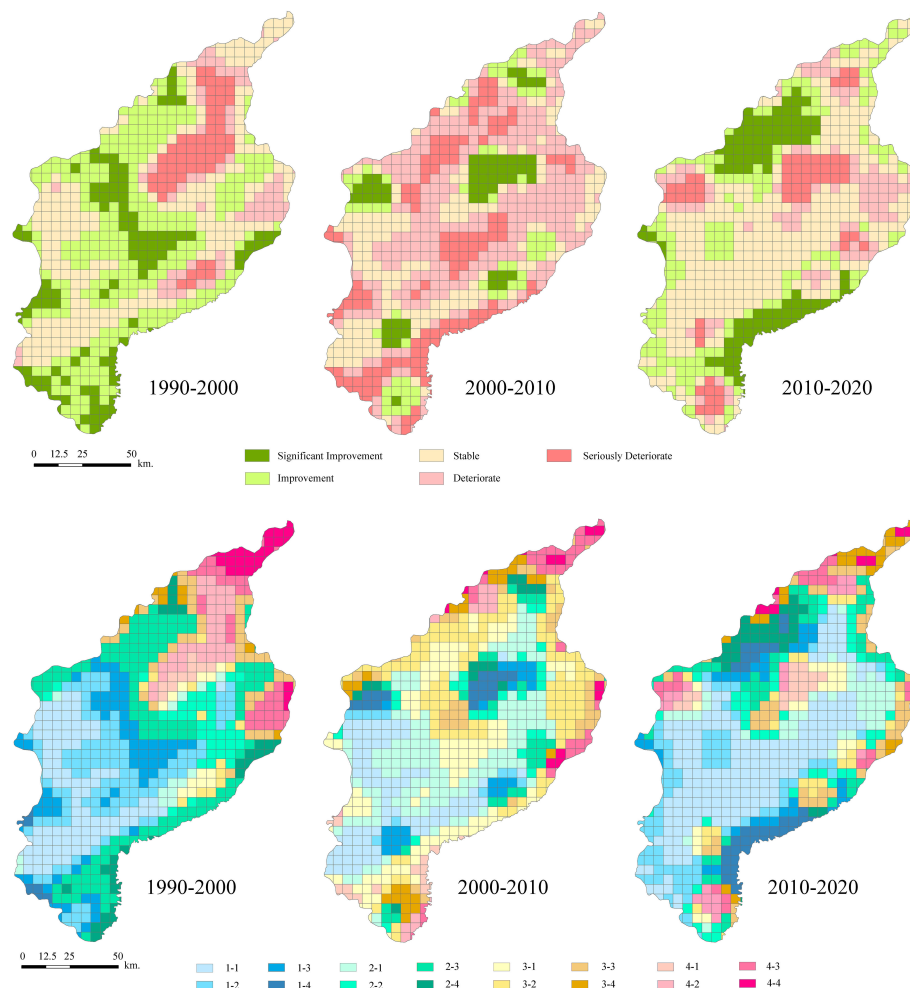 1990-2000 2000-2010 2010-2020
0 12.5 25 50 km.
Significant Improvement Stable Seriously Deteriorate
Improvement Deteriorate
1990-2000 2000-2010 2010-2020
0 12.5 25 50 km.
1-1 1-3 2-1 2-3 3-1 3-3 4-1 4-3
1-2 1-4 2-2 2-4 3-2 3-4 4-2 4-4